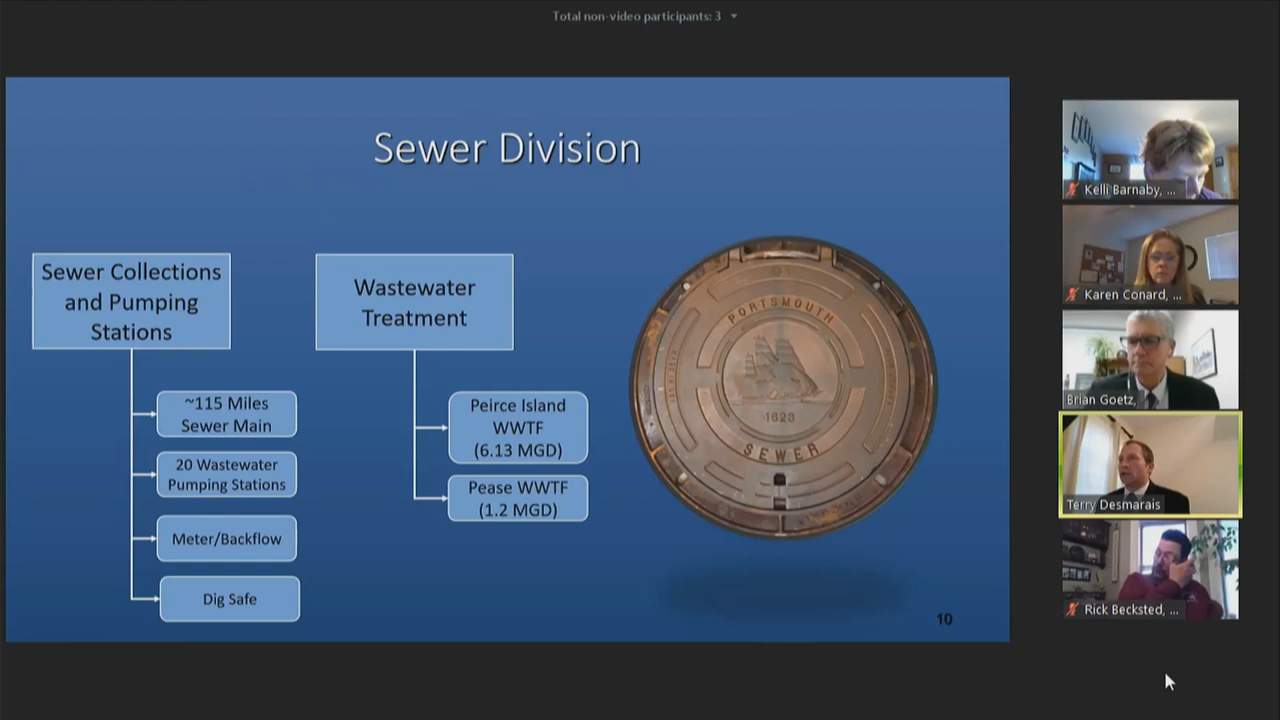 Total non-video participants: 3
Sewer Division
Sewer Collections
and Pumping
Stations
~115 Miles
Sewer Main
20 Wastewater
Pumping Stations
Meter/Backflow
Dig Safe
Wastewater
Treatment
Peirce Island
WWTF
(6.13 MGD)
Pease WWTF
(1.2 MGD)
PORTSMOUTH
1623
SEWER
10
Kelli Barnaby, ...
Karen Conard, ...
Brian Goetz,
Terry Desmarais
Rick Becksted, ...